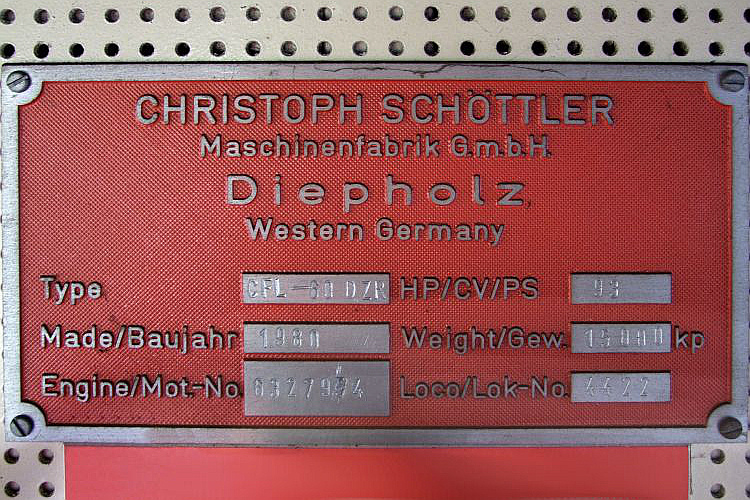 CHRISTOPH SCHÖTTLER
Maschinenfabrik G.m.b.H.
Diepholz
Western Germany
Type CFL-60 DZR HP/CV/PS 93
Made/Baujahr 1980 Weight/Gew. 15000 kp
Engine/Mot.-No. Loco/Lok-No. 4422